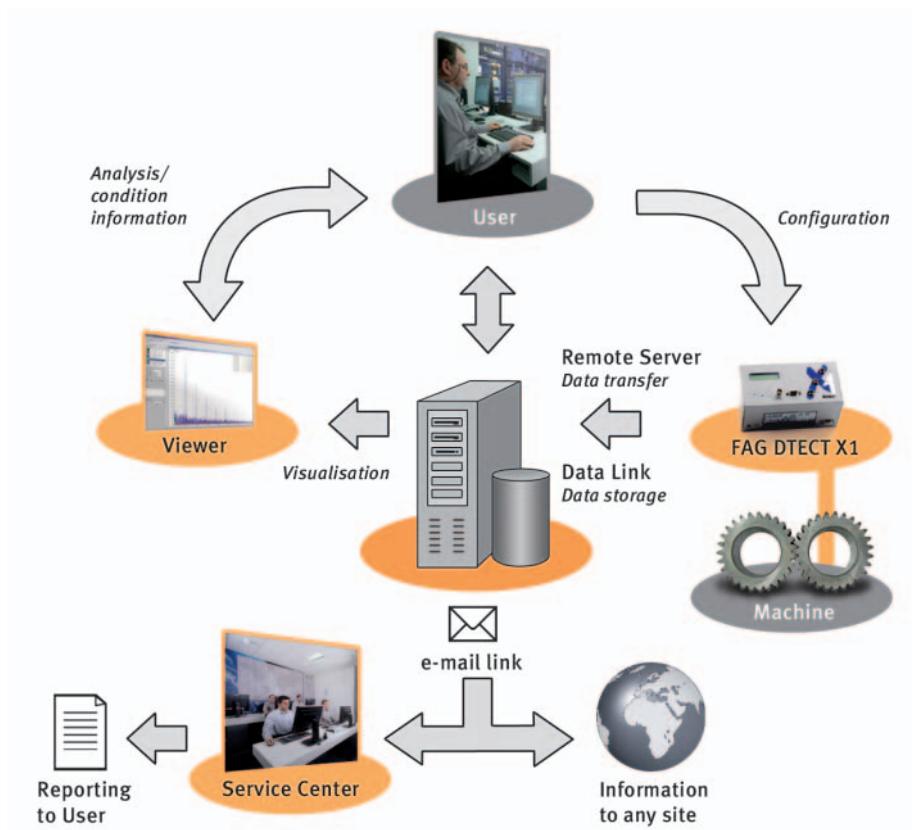 Analysis/
condition
information
User
Configuration
Remote Server
Data transfer
Viewer
Visualisation
Data Link
Data storage
FAG DTECT X1
Machine
e-mail link
Reporting
to User
Service Center
Information
to any site